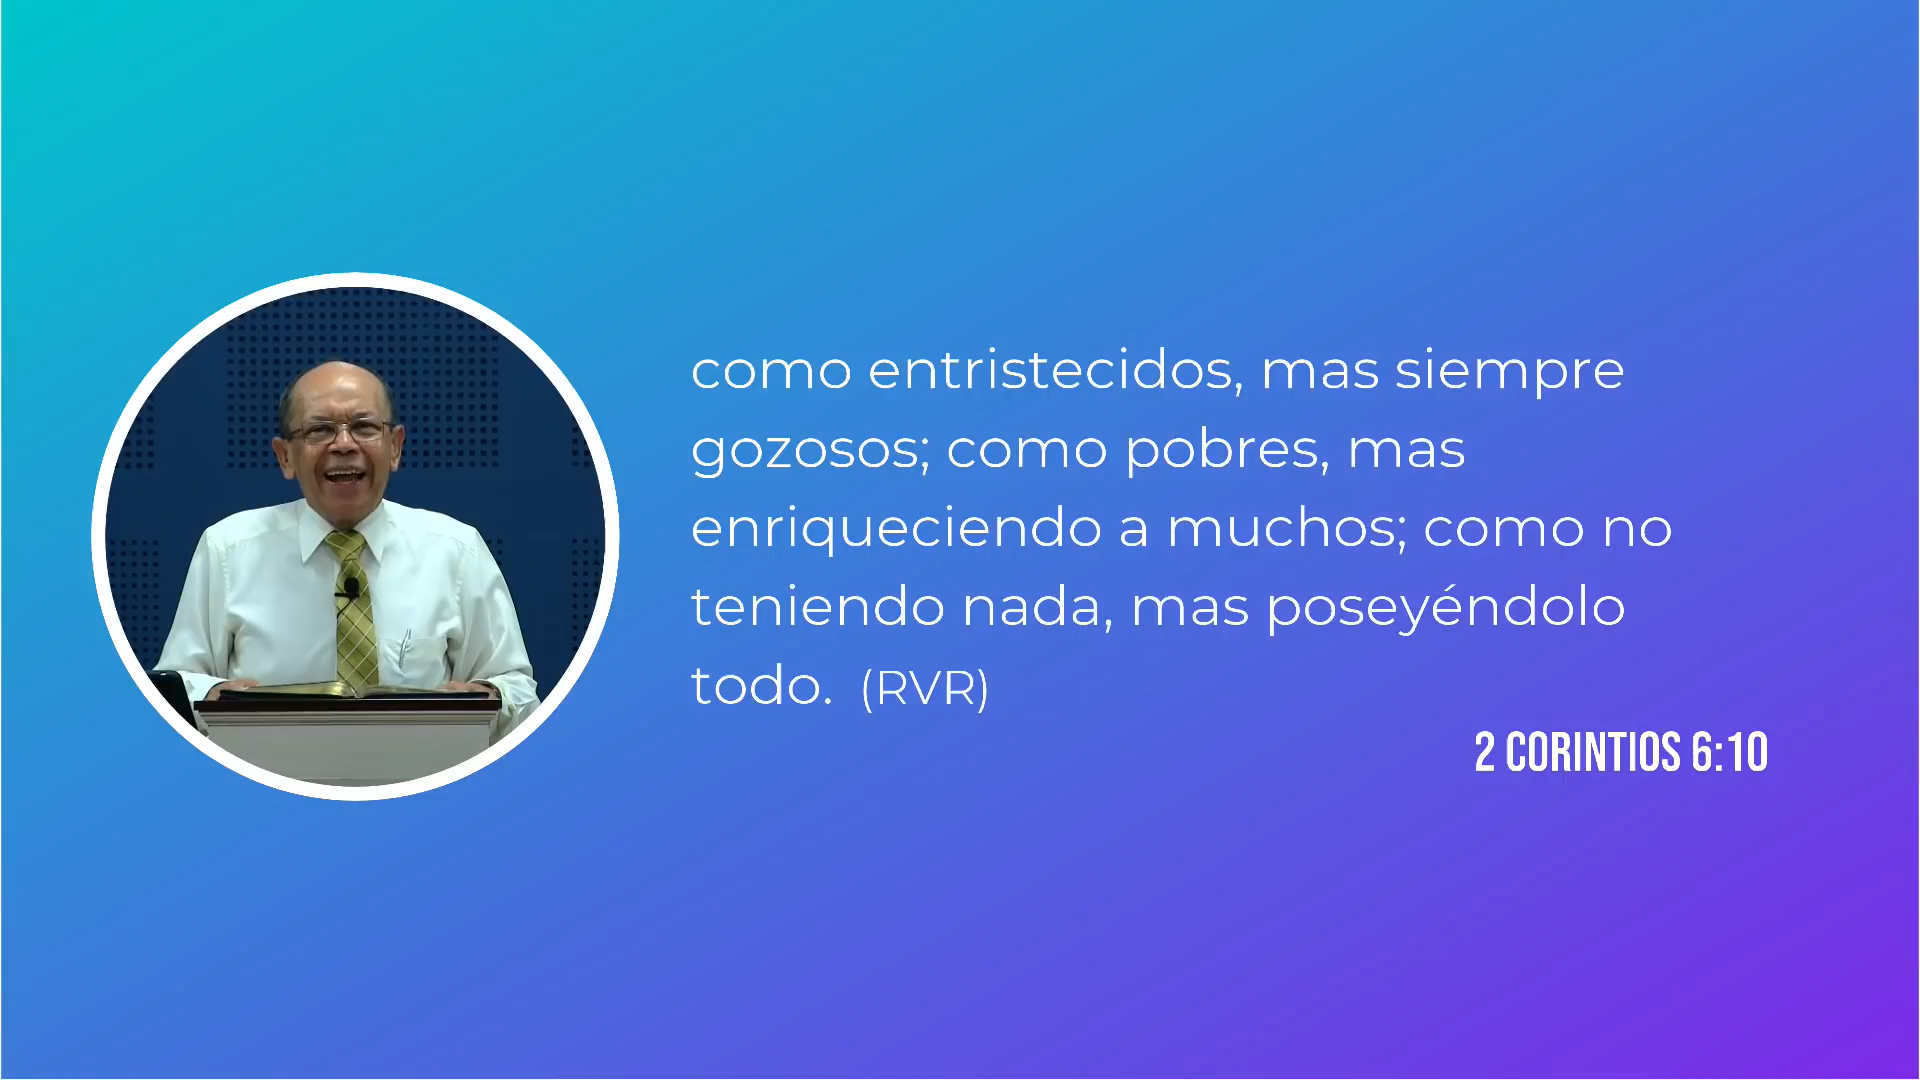 como entristecidos, mas siempre
gozosos; como pobres, mas
enriqueciendo a muchos; como no
teniendo nada, mas poseyéndolo
todo. (RVR)
2 CORINTIOS 6:10